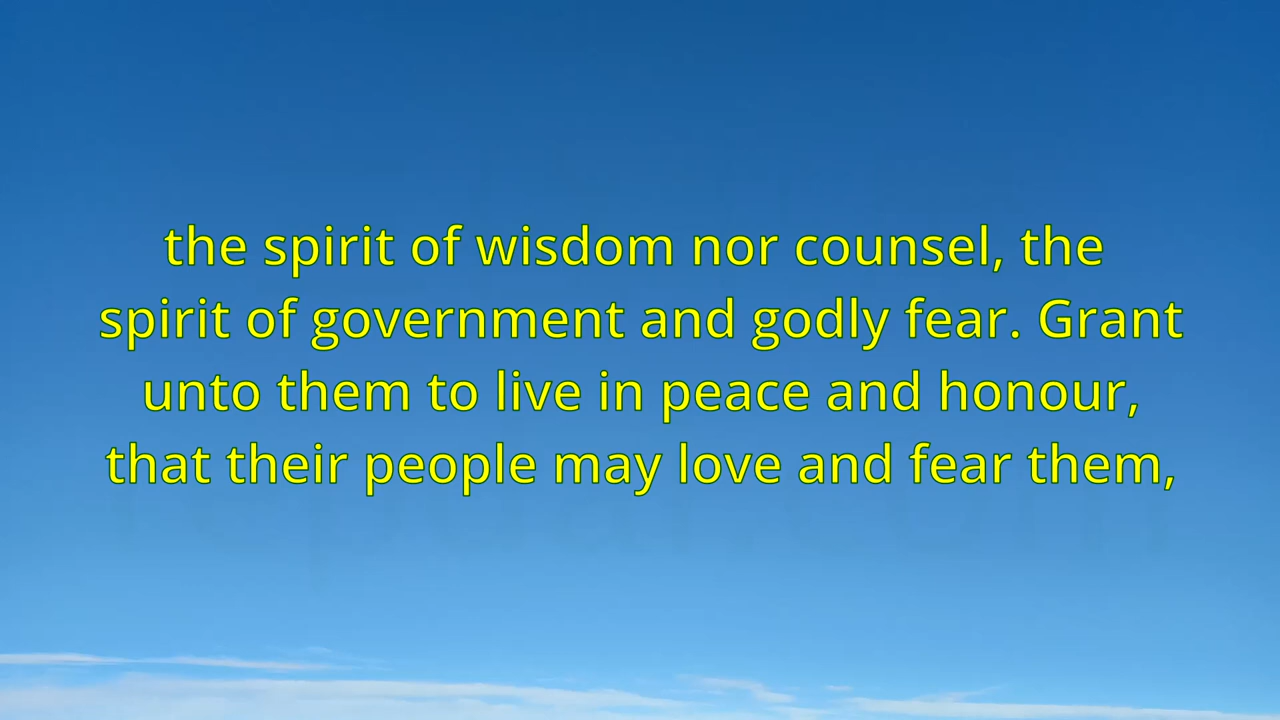 the spirit of wisdom nor counsel, the
spirit of government and godly fear. Grant
unto them to live in peace and honour,
that their people may love and fear them,